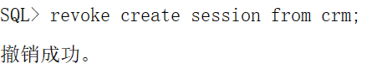 SQL> revoke create session from crm;
撤销成功。